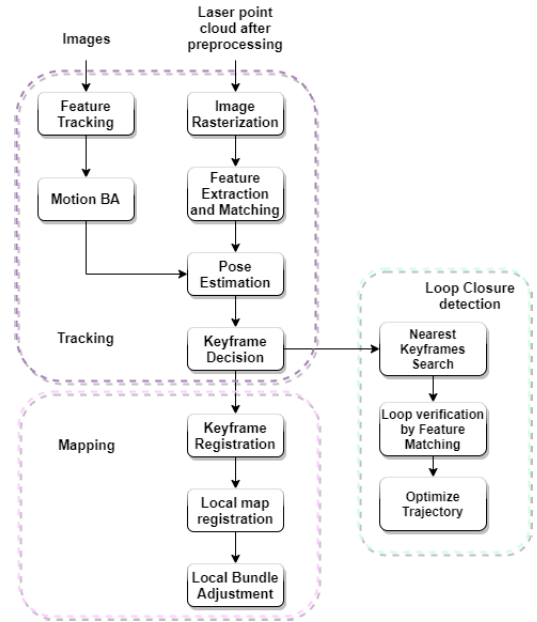 Images
Laser point
cloud after
preprocessing
Feature
Tracking
Image
Rasterization
Motion BA
Feature
Extraction
and Matching
Pose
Estimation
Tracking
Keyframe
Decision
Loop Closure
detection
Nearest
Keyframes
Search
Loop verification
by Feature
Matching
Optimize
Trajectory
Mapping
Keyframe
Registration
Local map
registration
Local Bundle
Adjustment